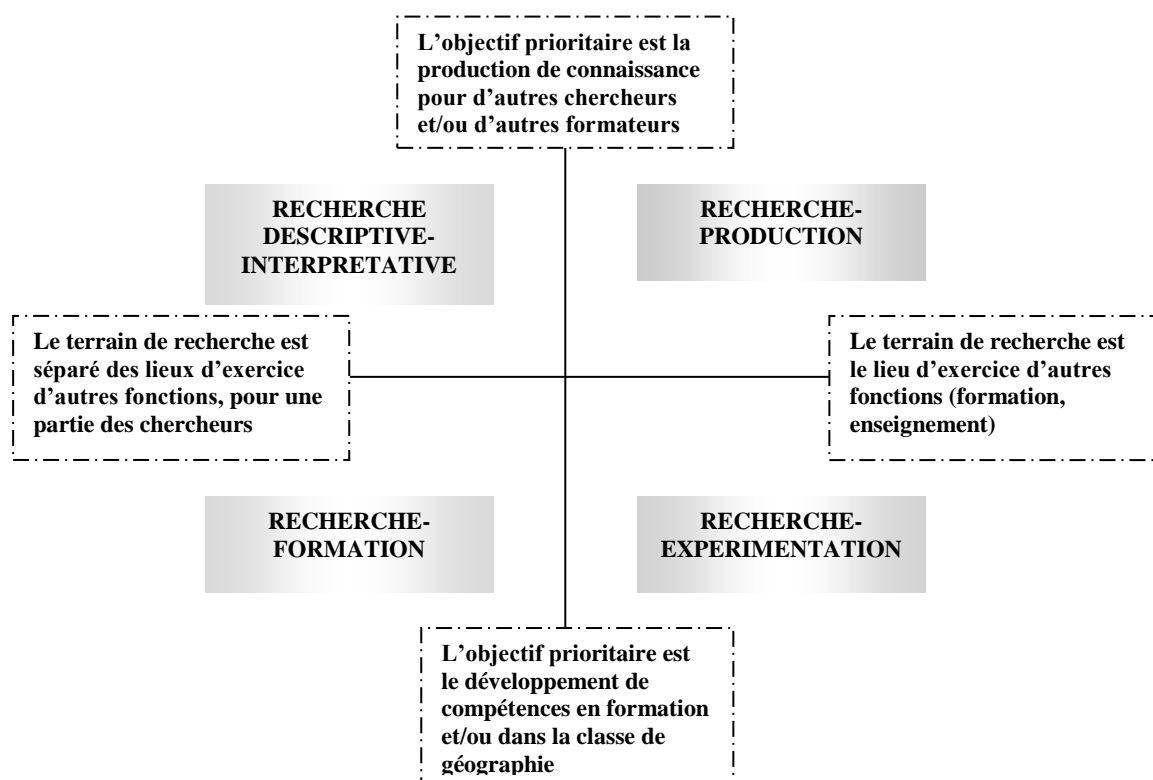 L’objectif prioritaire est la
production de connaissance
pour d’autres chercheurs
et/ou d’autres formateurs
RECHERCHE
DESCRIPTIVE-
INTERPRETATIVE
RECHERCHE-
PRODUCTION
Le terrain de recherche est
séparé des lieux d’exercice
d’autres fonctions, pour une
partie des chercheurs
Le terrain de recherche est
le lieu d’exercice d’autres
fonctions (formation,
enseignement)
RECHERCHE-
FORMATION
RECHERCHE-
EXPERIMENTATION
L’objectif prioritaire est
le développement de
compétences en formation
et/ou dans la classe de
géographie